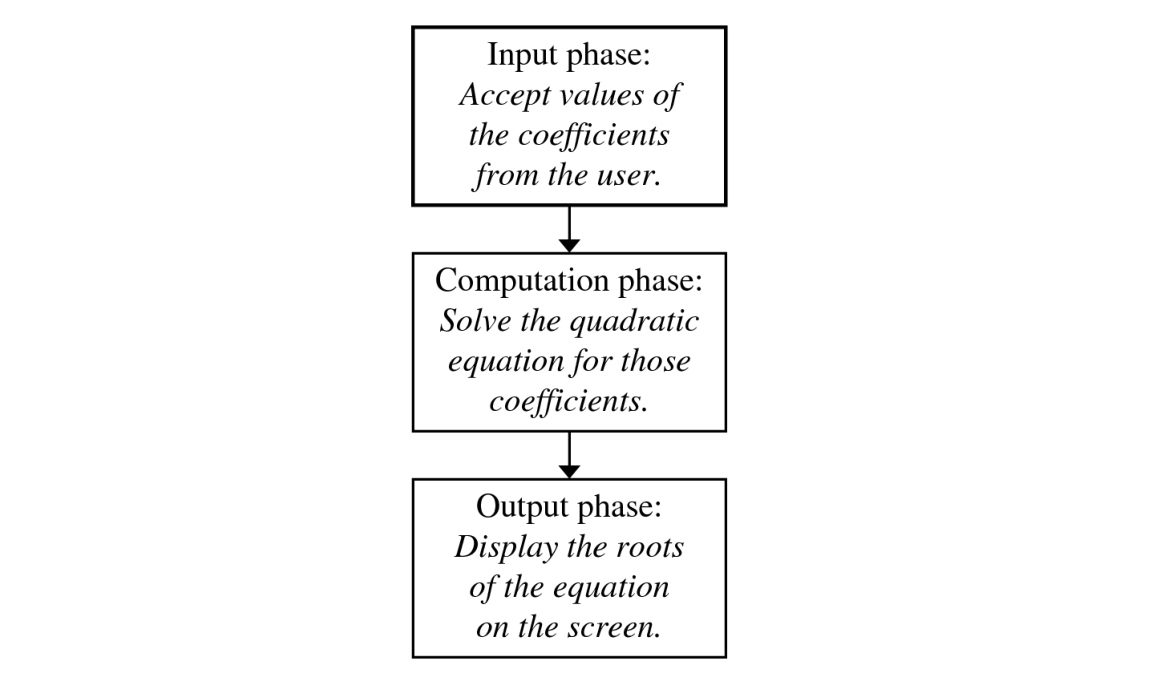 Input phase:
Accept values of
the coefficients
from the user.
Computation phase:
Solve the quadratic
equation for those
coefficients.
Output phase:
Display the roots
of the equation
on the screen.